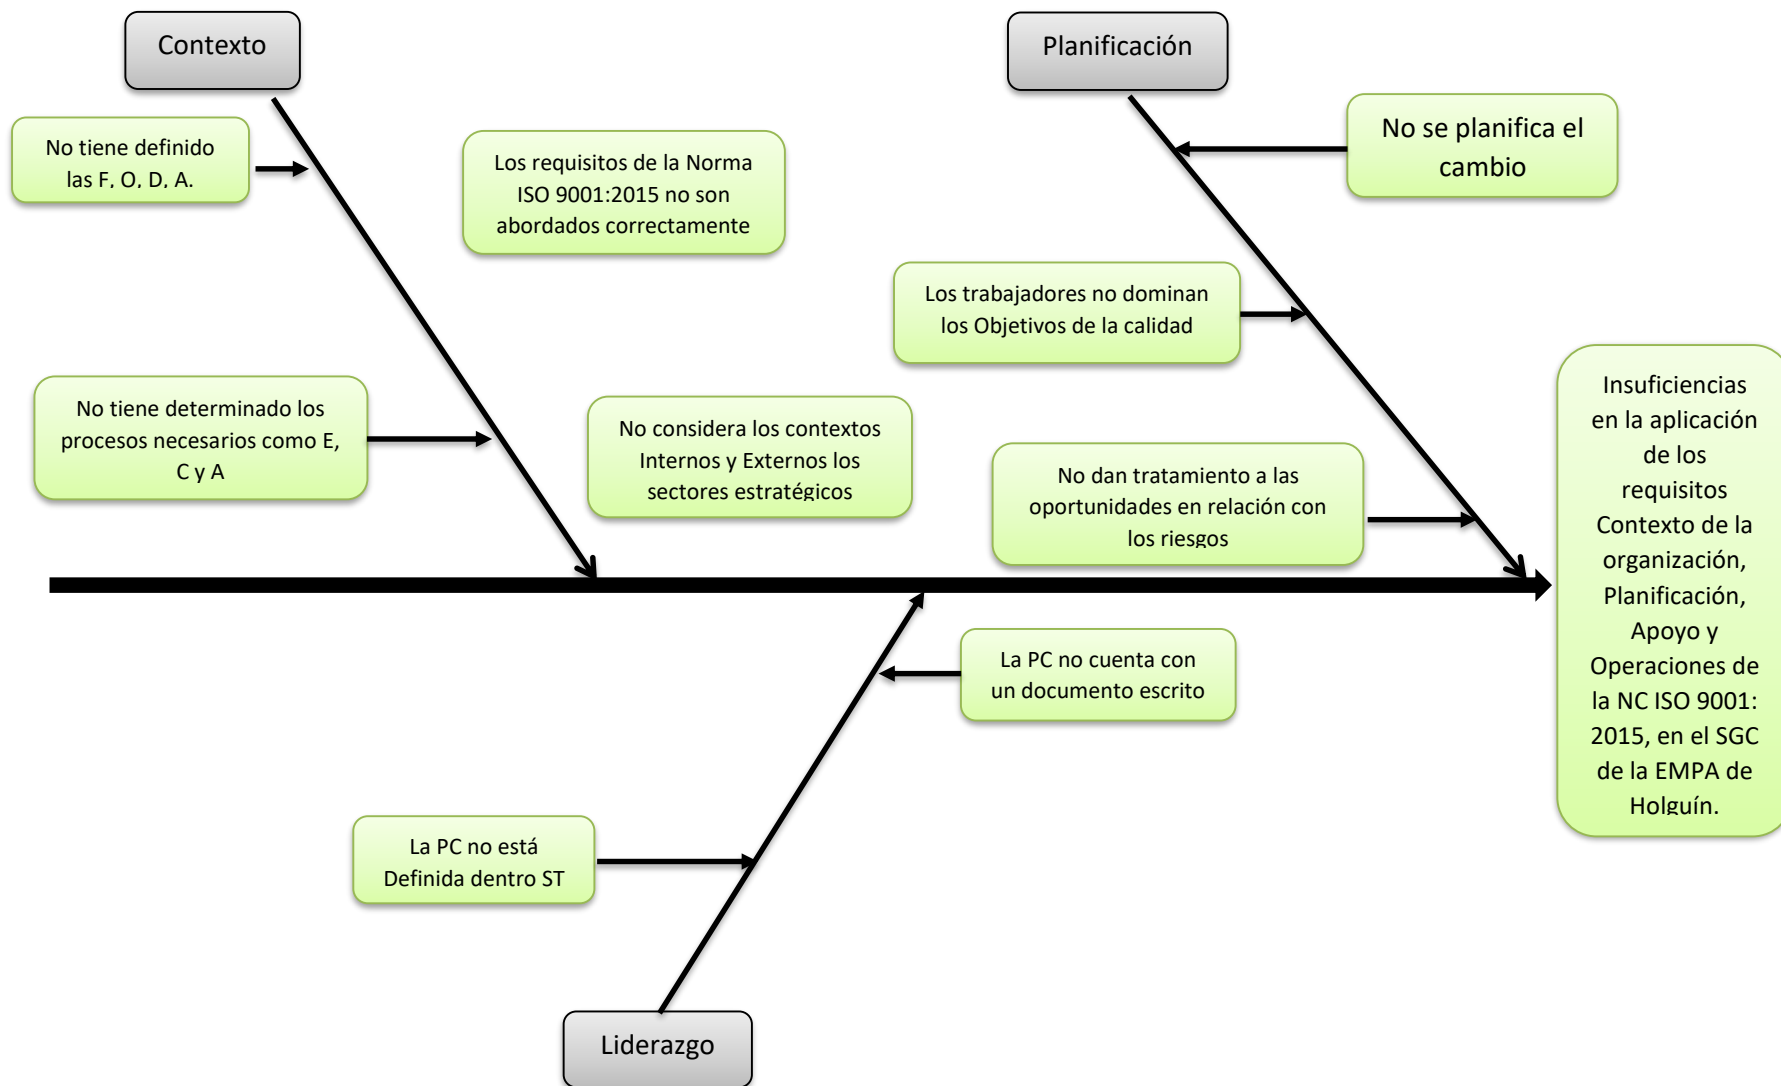 Contexto
Planificación
No tiene definido
las F, O, D, A.
Los requisitos de la Norma
ISO 9001:2015 no son
abordados correctamente
No se planifica el
cambio
Los trabajadores no dominan
los Objetivos de la calidad
No tiene determinado los
procesos necesarios como E,
C y A
No considera los contextos
Internos y Externos los
sectores estratégicos
No dan tratamiento a las
oportunidades en relación con
los riesgos
Insuficiencias
en la aplicación
de los
requisitos
Contexto de la
organización,
Planificación,
Apoyo y
Operaciones de
la NC ISO 9001:
2015, en el SGC
de la EMPA de
Holguín.
La PC no cuenta con
un documento escrito
La PC no está
Definida dentro ST
Liderazgo